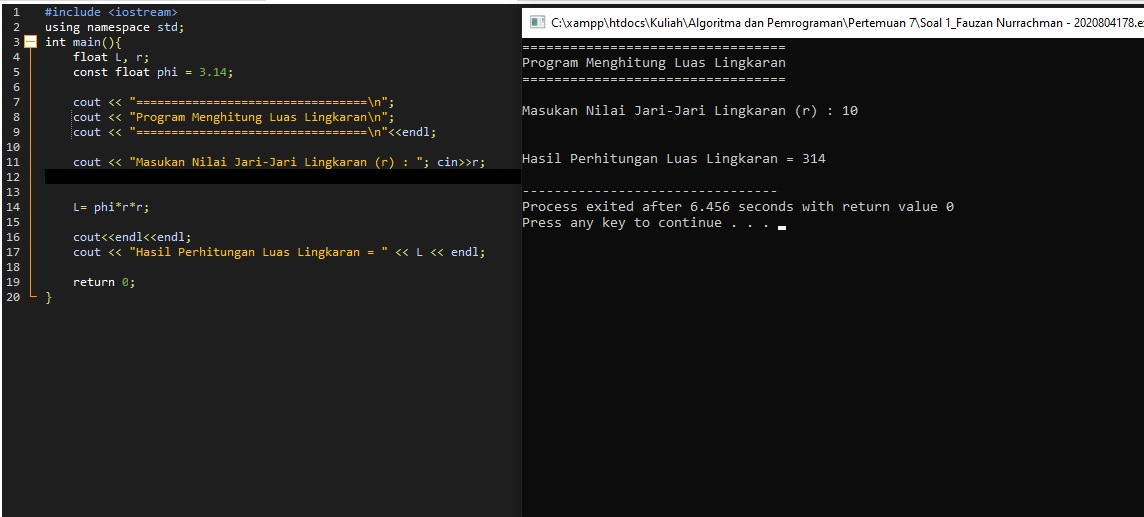 1 #include <iostream>
2 using namespace std;
3 int main(){
4 float L, r;
5 const float phi = 3.14;
6
7 cout << "=================================\n";
8 cout << "Program Menghitung Luas Lingkaran\n";
9 cout << "=================================\n"<<endl;
10
11 cout << "Masukan Nilai Jari-Jari Lingkaran (r) : "; cin>>r;
12
13
14 L= phi*r*r;
15
16 cout<<endl<<endl;
17 cout << "Hasil Perhitungan Luas Lingkaran = " << L << endl;
18
19 return 0;
20 }
C:\xampp\htdocs\Kuliah\Algoritma dan Pemrograman\Pertemuan 7\Soal 1_Fauzan Nurrachman - 2020804178.e
=================================
Program Menghitung Luas Lingkaran
=================================
Masukan Nilai Jari-Jari Lingkaran (r) : 10
Hasil Perhitungan Luas Lingkaran = 314
--------------------------------
Process exited after 6.456 seconds with return value 0
Press any key to continue . . .